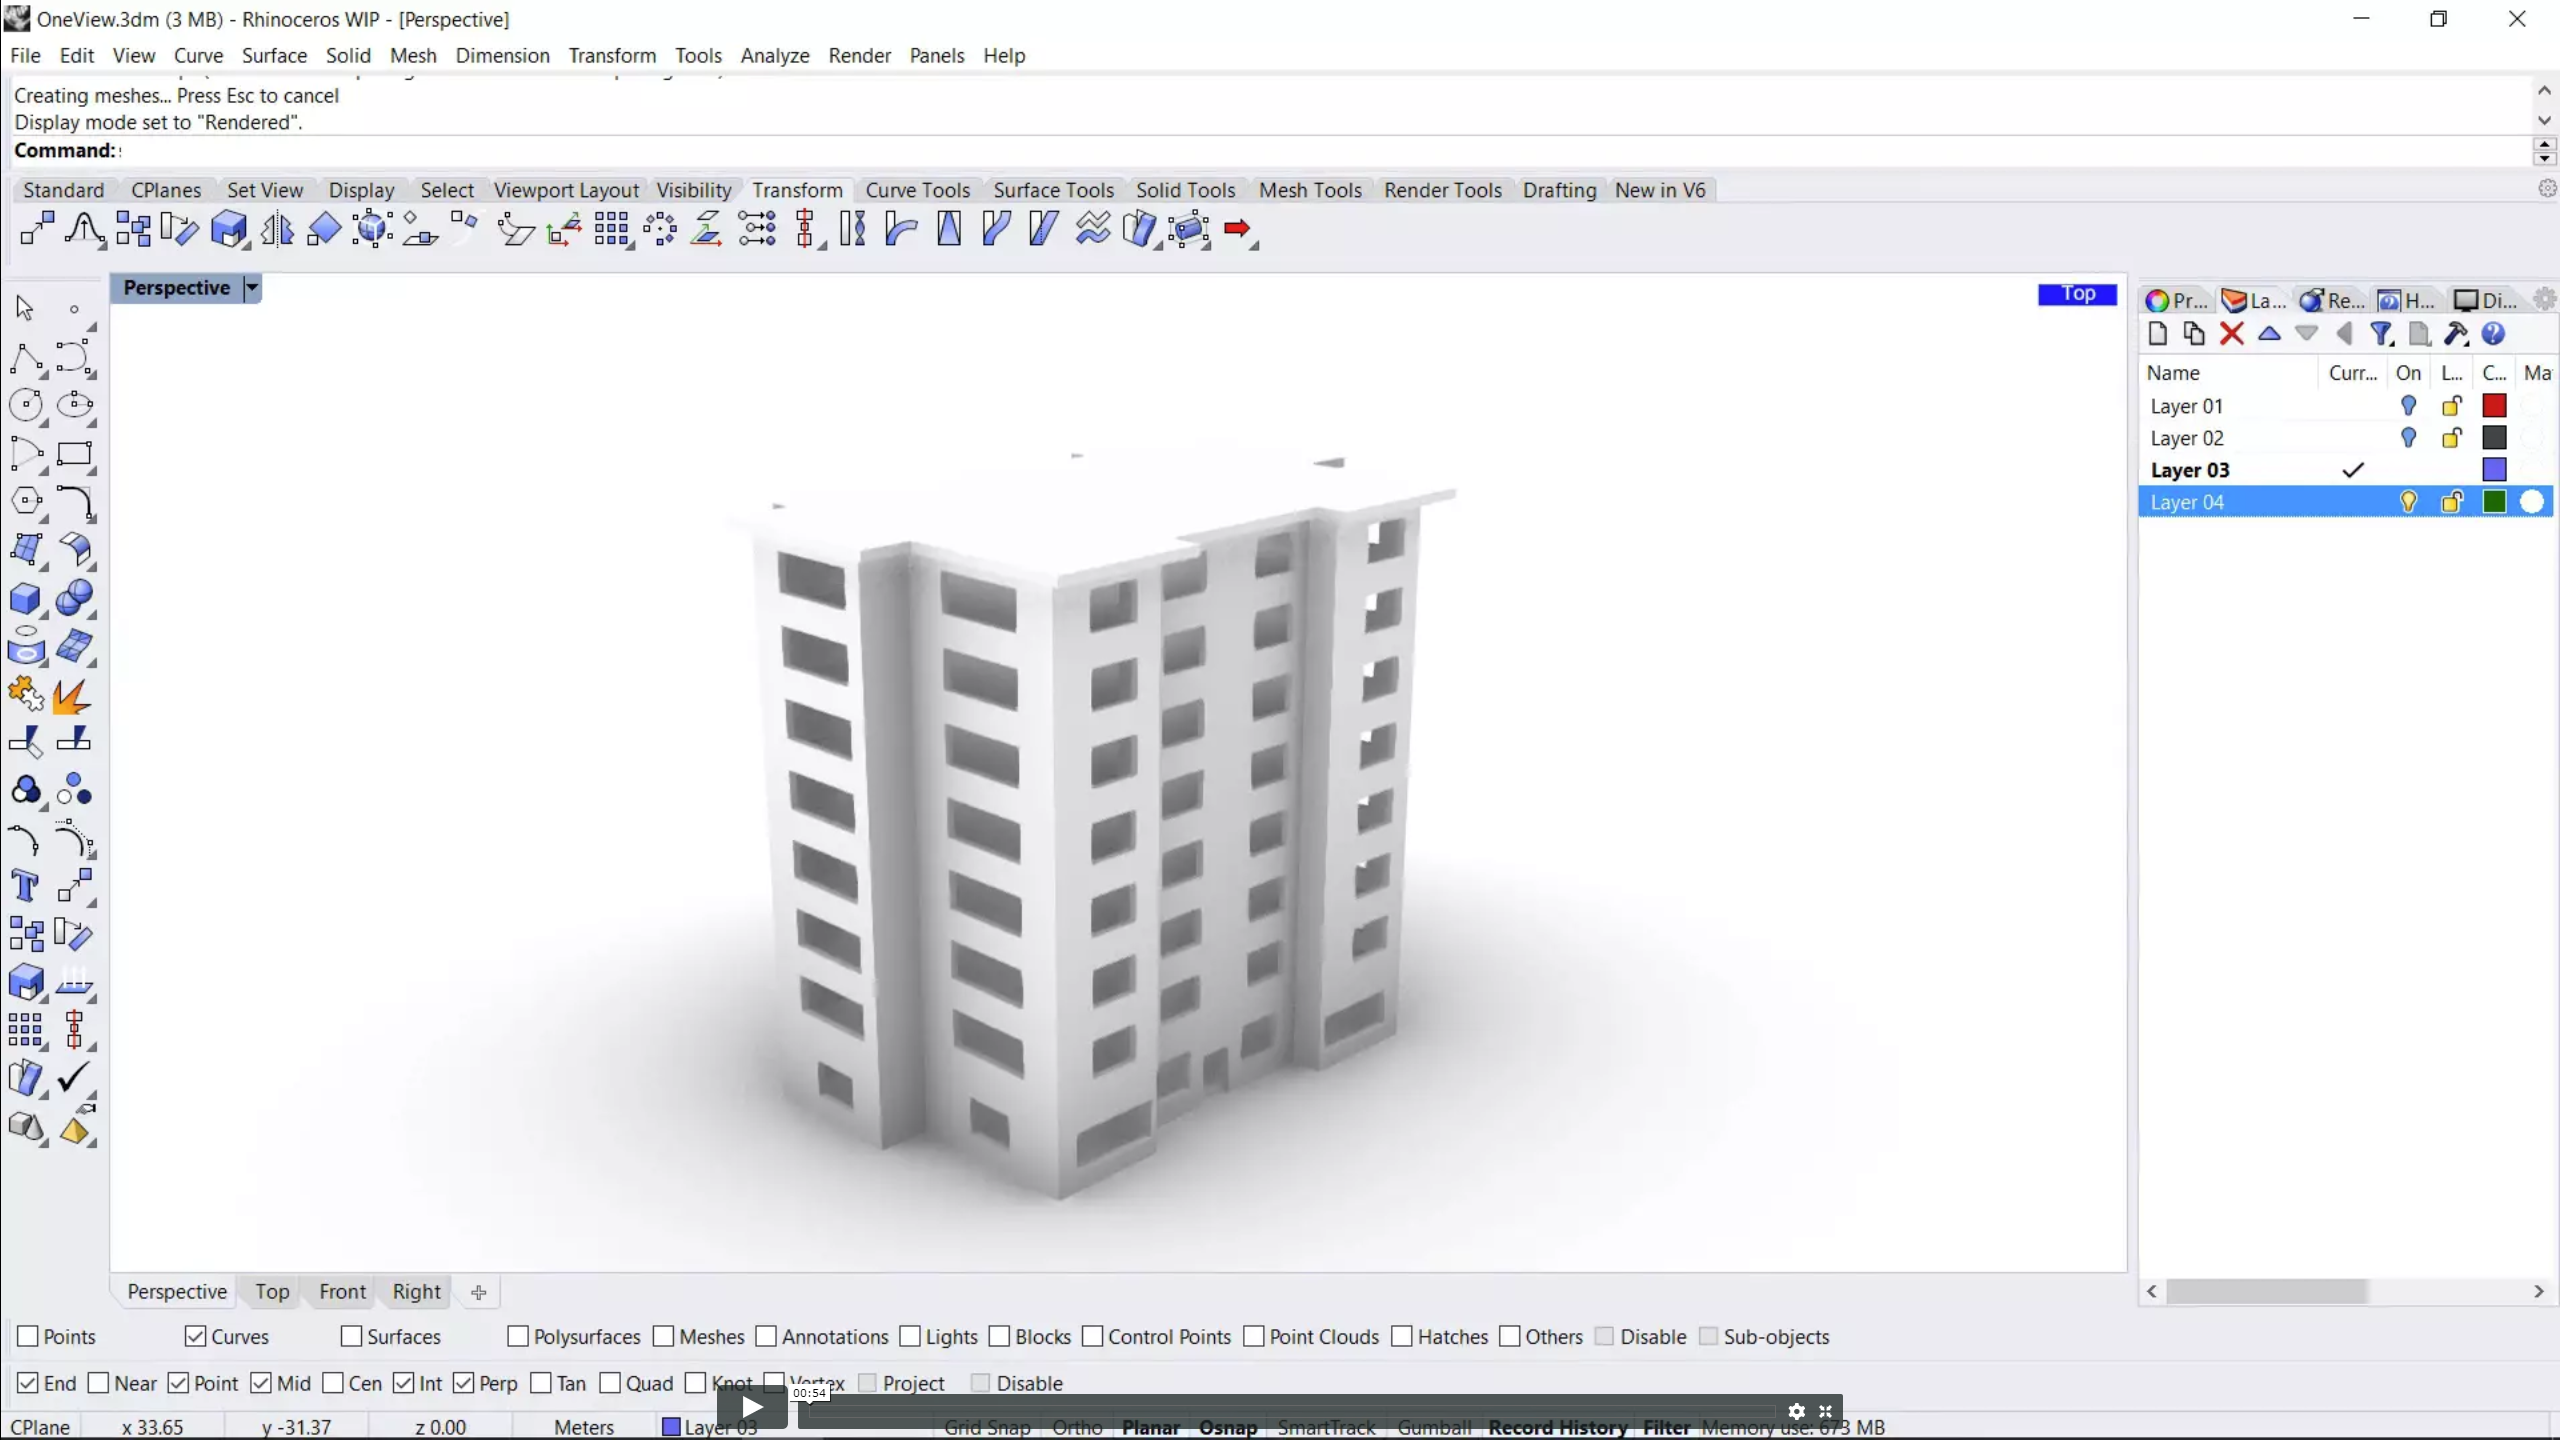 OneView.3dm (3 MB) - Rhinoceros WIP - [Perspective]
File Edit View Curve Surface Solid Mesh Dimension Transform Tools Analyze Render Panels Help
Creating meshes... Press Esc to cancel
Display mode set to "Rendered".
Command:
Standard CPlanes Set View Display Select Viewport Layout Visibility Transform Curve Tools Surface Tools Solid Tools Mesh Tools Render Tools Drafting New in V6
Perspective
Top
Pr... La... Re... H... Di...
Name Curr... On L... C... Ma
Layer 01
Layer 02
Layer 03
Layer 04
Perspective Top Front Right
Points Curves Surfaces Polysurfaces Meshes Annotations Lights Blocks Control Points Point Clouds Hatches Others Disable Sub-objects
End Near Point Mid Cen Int Perp Tan Quad Knot Vertex Project Disable
00:54
CPlane x 33.65 y -31.37 z 0.00 Meters Layer 03 Grid Snap Ortho Planar Osnap SmartTrack Gumball Record History Filter Memory use: 673 MB